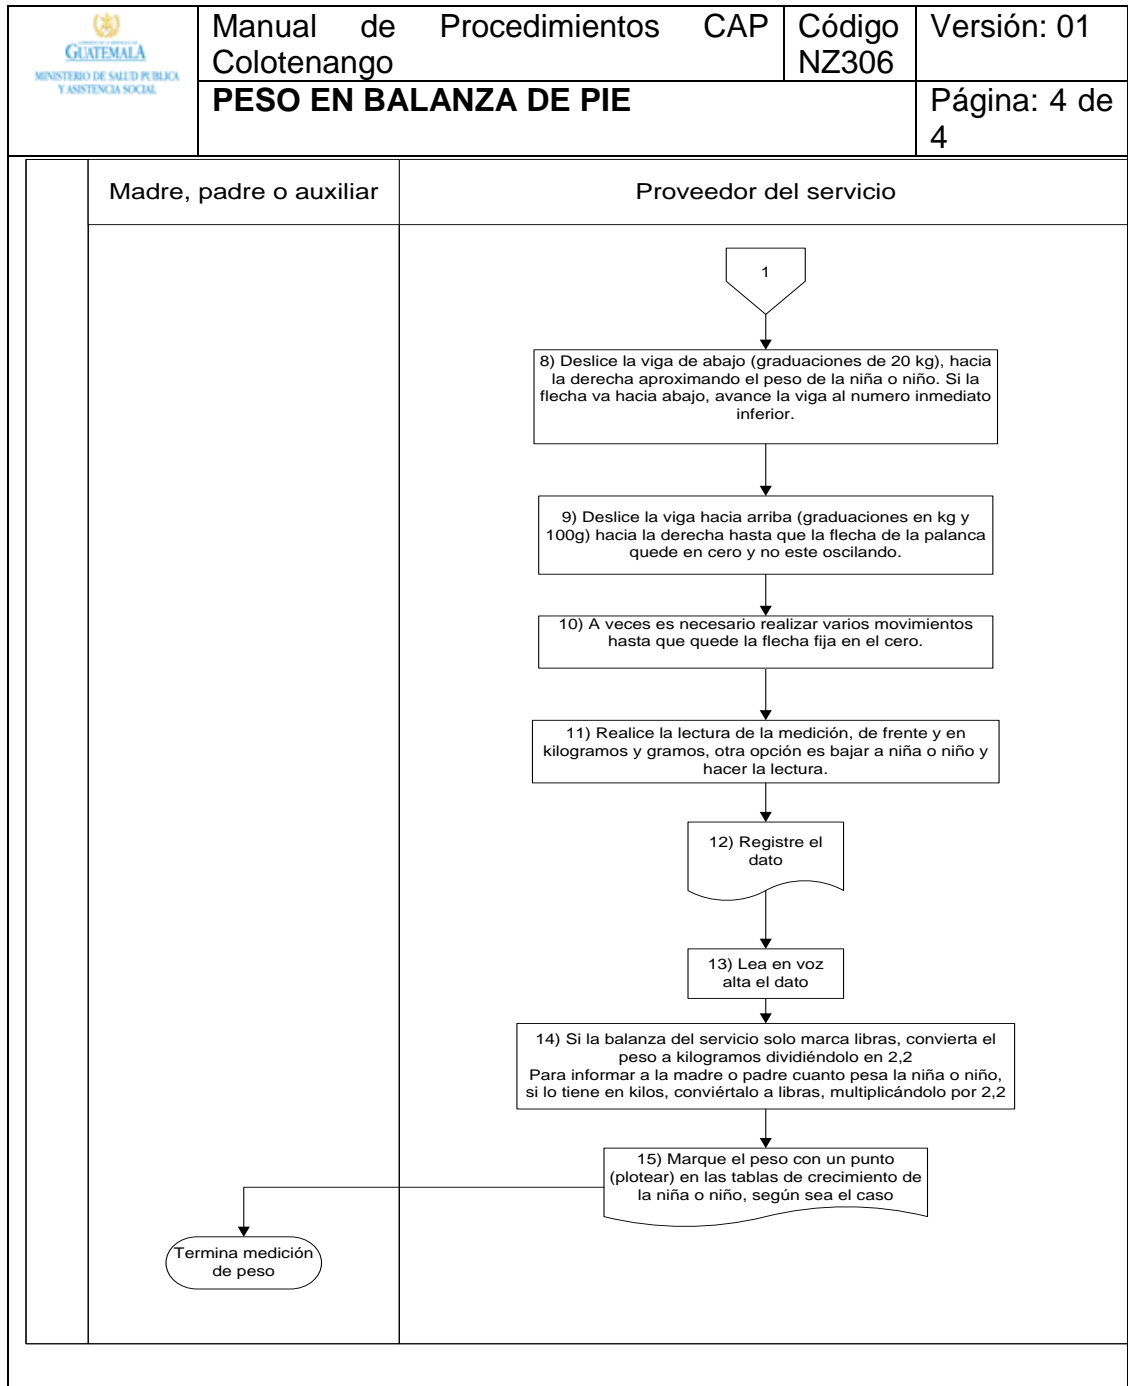 GUATEMALA
MINISTERIO DE SALUD PUBLICA
Y ASISTENCIA SOCIAL
Manual de Procedimientos CAP
Colotenango
Código
NZ306
Versión: 01
PESO EN BALANZA DE PIE
Página: 4 de
4
Madre, padre o auxiliar
Proveedor del servicio
1
8) Deslice la viga de abajo (graduaciones de 20 kg), hacia
la derecha aproximando el peso de la niña o niño. Si la
flecha va hacia abajo, avance la viga al numero inmediato
inferior.
9) Deslice la viga hacia arriba (graduaciones en kg y
100g) hacia la derecha hasta que la flecha de la palanca
quede en cero y no este oscilando.
10) A veces es necesario realizar varios movimientos
hasta que quede la flecha fija en el cero.
11) Realice la lectura de la medición, de frente y en
kilogramos y gramos, otra opción es bajar a niña o niño y
hacer la lectura.
12) Registre el
dato
13) Lea en voz
alta el dato
14) Si la balanza del servicio solo marca libras, convierta el
peso a kilogramos dividiéndolo en 2,2
Para informar a la madre o padre cuanto pesa la niña o niño,
si lo tiene en kilos, conviértalo a libras, multiplicándolo por 2,2
15) Marque el peso con un punto
(plotear) en las tablas de crecimiento de
la niña o niño, según sea el caso
Termina medición
de peso